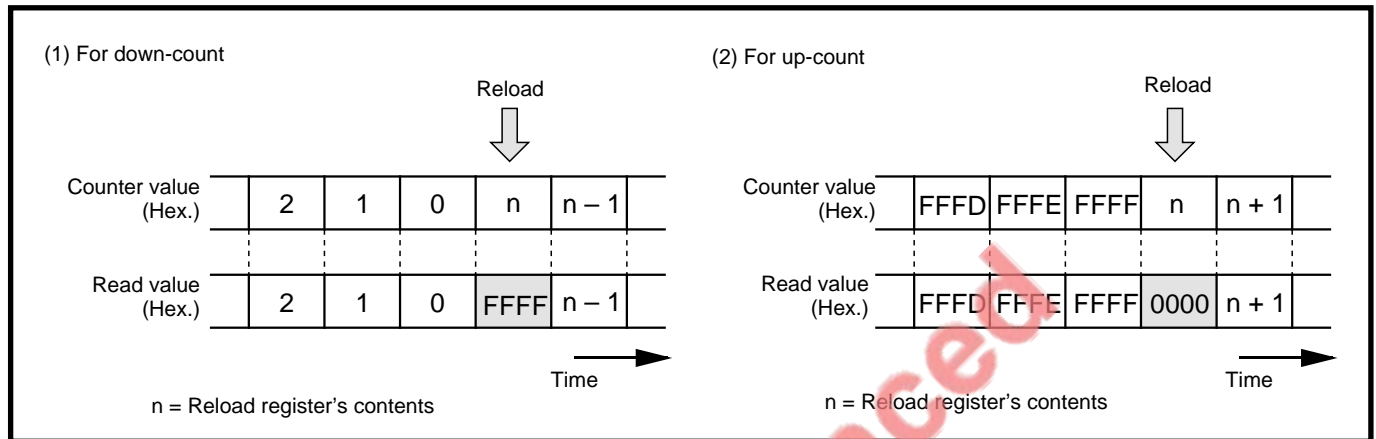 (1) For down-count
Reload
Counter value
(Hex.)
2 1 0 n n – 1
Read value
(Hex.)
2 1 0 FFFF n – 1
Time
n = Reload register's contents
(2) For up-count
Reload
Counter value
(Hex.)
FFFD FFFE FFFF n n + 1
Read value
(Hex.)
FFFD FFFE FFFF 0000 n + 1
Time
n = Reload register's contents
nced